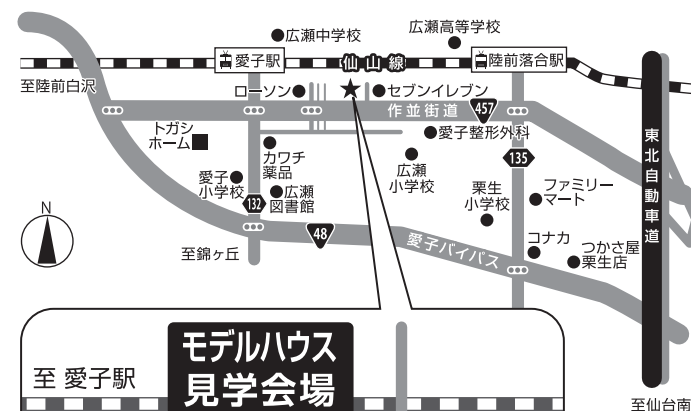 広瀬中学校
広瀬高等学校
愛子駅
仙山線
陸前落合駅
至陸前白沢
ローソン
セブンイレブン
作並街道
457
トガシ
ホーム
愛子整形外科
カワチ
薬品
広瀬
小学校
135
東北自動車道
愛子
小学校
広瀬
図書館
132
栗生
小学校
ファミリー
マート
N
至錦ヶ丘
48
愛子バイパス
コナカ
つかさ屋
栗生店
モデルハウス
見学会場
至 愛子駅
至仙台南